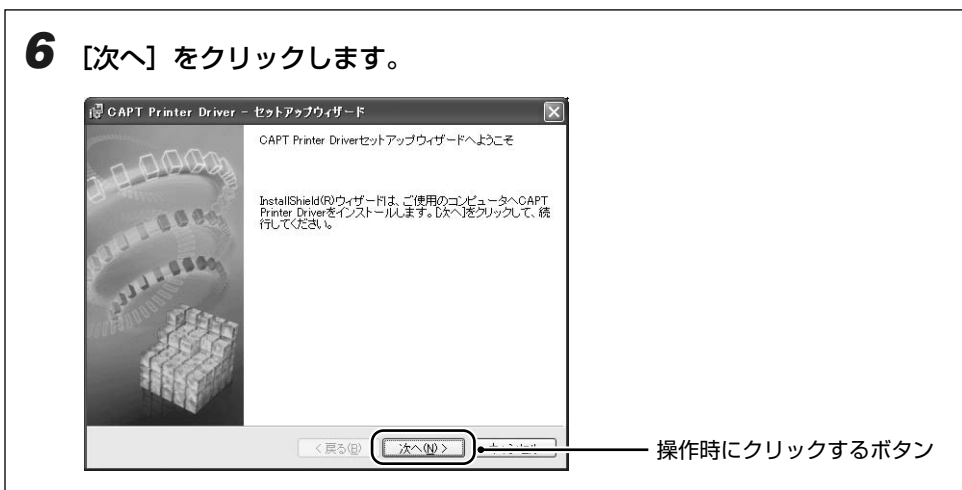 6 [次へ] をクリックします。
CAPT Printer Driver - セットアップウィザード
CAPT Printer Driverセットアップウィザードへようこそ
InstallShield(R)ウィザードは、ご使用のコンピュータへCAPT
Printer Driverをインストールします。[次へ]をクリックして、続
行してください。
< 戻る(B) 次へ(N) >
操作時にクリックするボタン